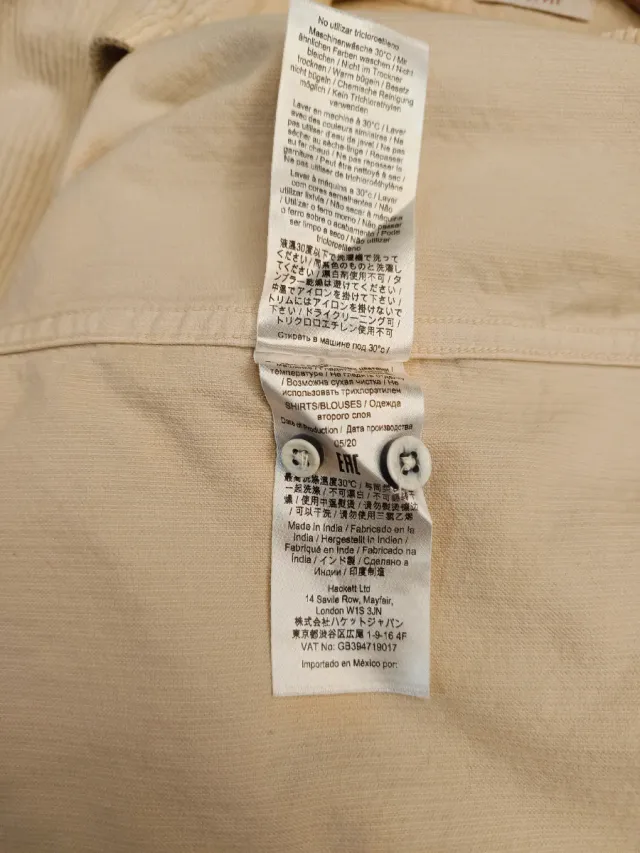 No utilizar tricloroetileno
Maschinenwäsche 30°C / Mit
ähnlichen Farben waschen / Nicht
bleichen / Nicht im Trockner
trocknen / Warm bügeln / Besatz
nicht bügeln / Chemische Reinigung
möglich / Kein Trichlorethylen
verwenden
Laver en machine à 30°C / Laver
avec des couleurs similaires / Ne
pas utiliser d'eau de javel / Ne pas
sécher au sèche-linge / Repasser
au fer chaud / Ne pas repasser la
garniture / Peut être nettoyé à sec /
Ne pas utiliser de trichloroéthylène
Lavar à máquina a 30°c / Lavar
com cores semelhantes / Não
utilizar lixívia / Não secar à máquina
/ Utilizar o ferro morno / Não passar
o ferro sobre o acabamento / Pode
ser limpo a seco / Não utilizar
tricloroetileno
液温30度以下で洗濯機で洗って
ください / 同系色のものと洗濯し
てください / 漂白剤使用不可 / タ
ンブラー乾燥は避けてください /
中温でアイロンを掛けて下さい /
トリムにはアイロンを掛けないで
下さい / ドライクリーニング可 /
トリクロロエチレン使用不可
Стирать в машине под 30°c /
температуре / Не гладить
/ Возможна сухая чистка / Не
использовать трихлорэтилен
SHIRTS/BLOUSES / Одежда
второго слоя
Date of Production / Дата производства
05/20
EAC
最高洗涤温度30°C / 与同
一起洗涤 / 不可漂白 / 不可
燥 / 使用中温熨烫 / 请勿熨烫
/ 可以干洗 / 请勿使用三氯乙烯
Made in India / Fabricado en la
India / Hergestellt in Indien /
Fabriqué en Inde / Fabricado na
India / インド製 / Сделано в
Индии / 印度制造
Hackett Ltd
14 Savile Row, Mayfair,
London W1S 3JN
株式会社ハケットジャパン
東京都渋谷区広尾 1-9-16 4F
VAT No: GB394719017
Importado en México por: